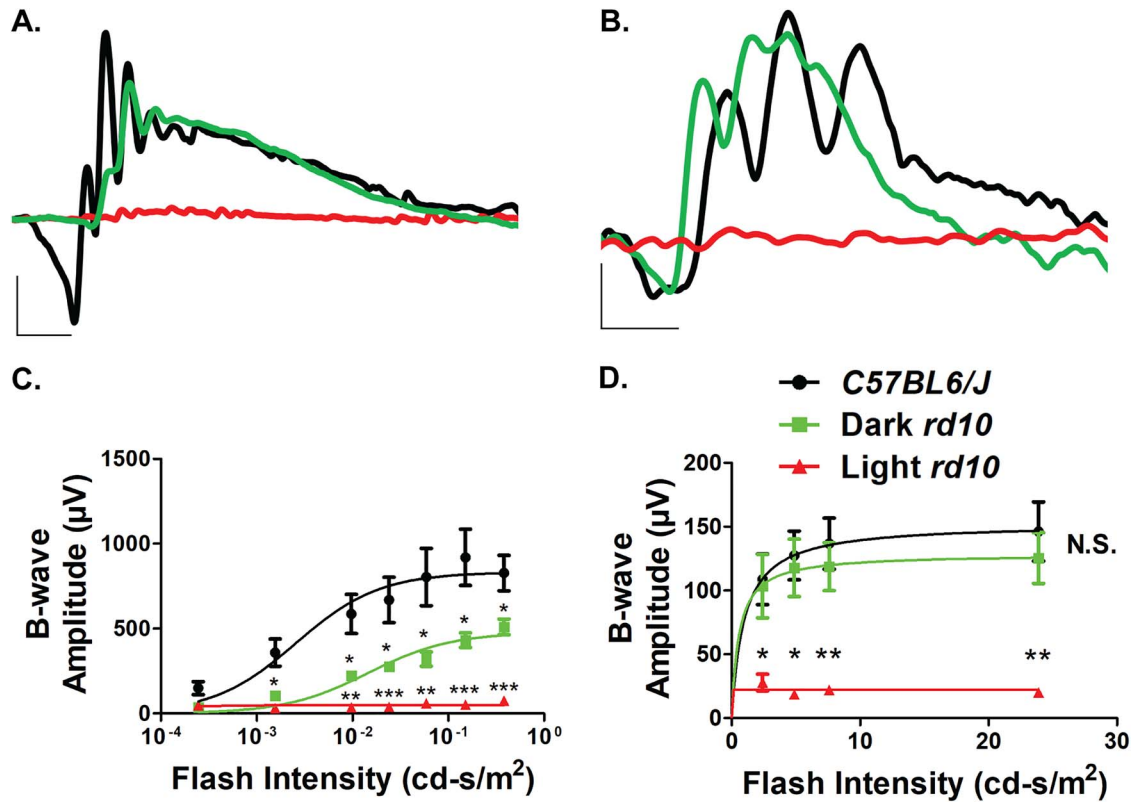 A.
B.
C.
1500
1000
500
0
B-wave
Amplitude (µV)
*
*
*
*
*
*
**
***
**
***
***
10-4
10-3
10-2
10-1
100
Flash Intensity (cd-s/m2)
D.
C57BL6/J
Dark rd10
Light rd10
200
150
100
50
0
B-wave
Amplitude (µV)
N.S.
*
*
**
**
0
10
20
30
Flash Intensity (cd-s/m2)